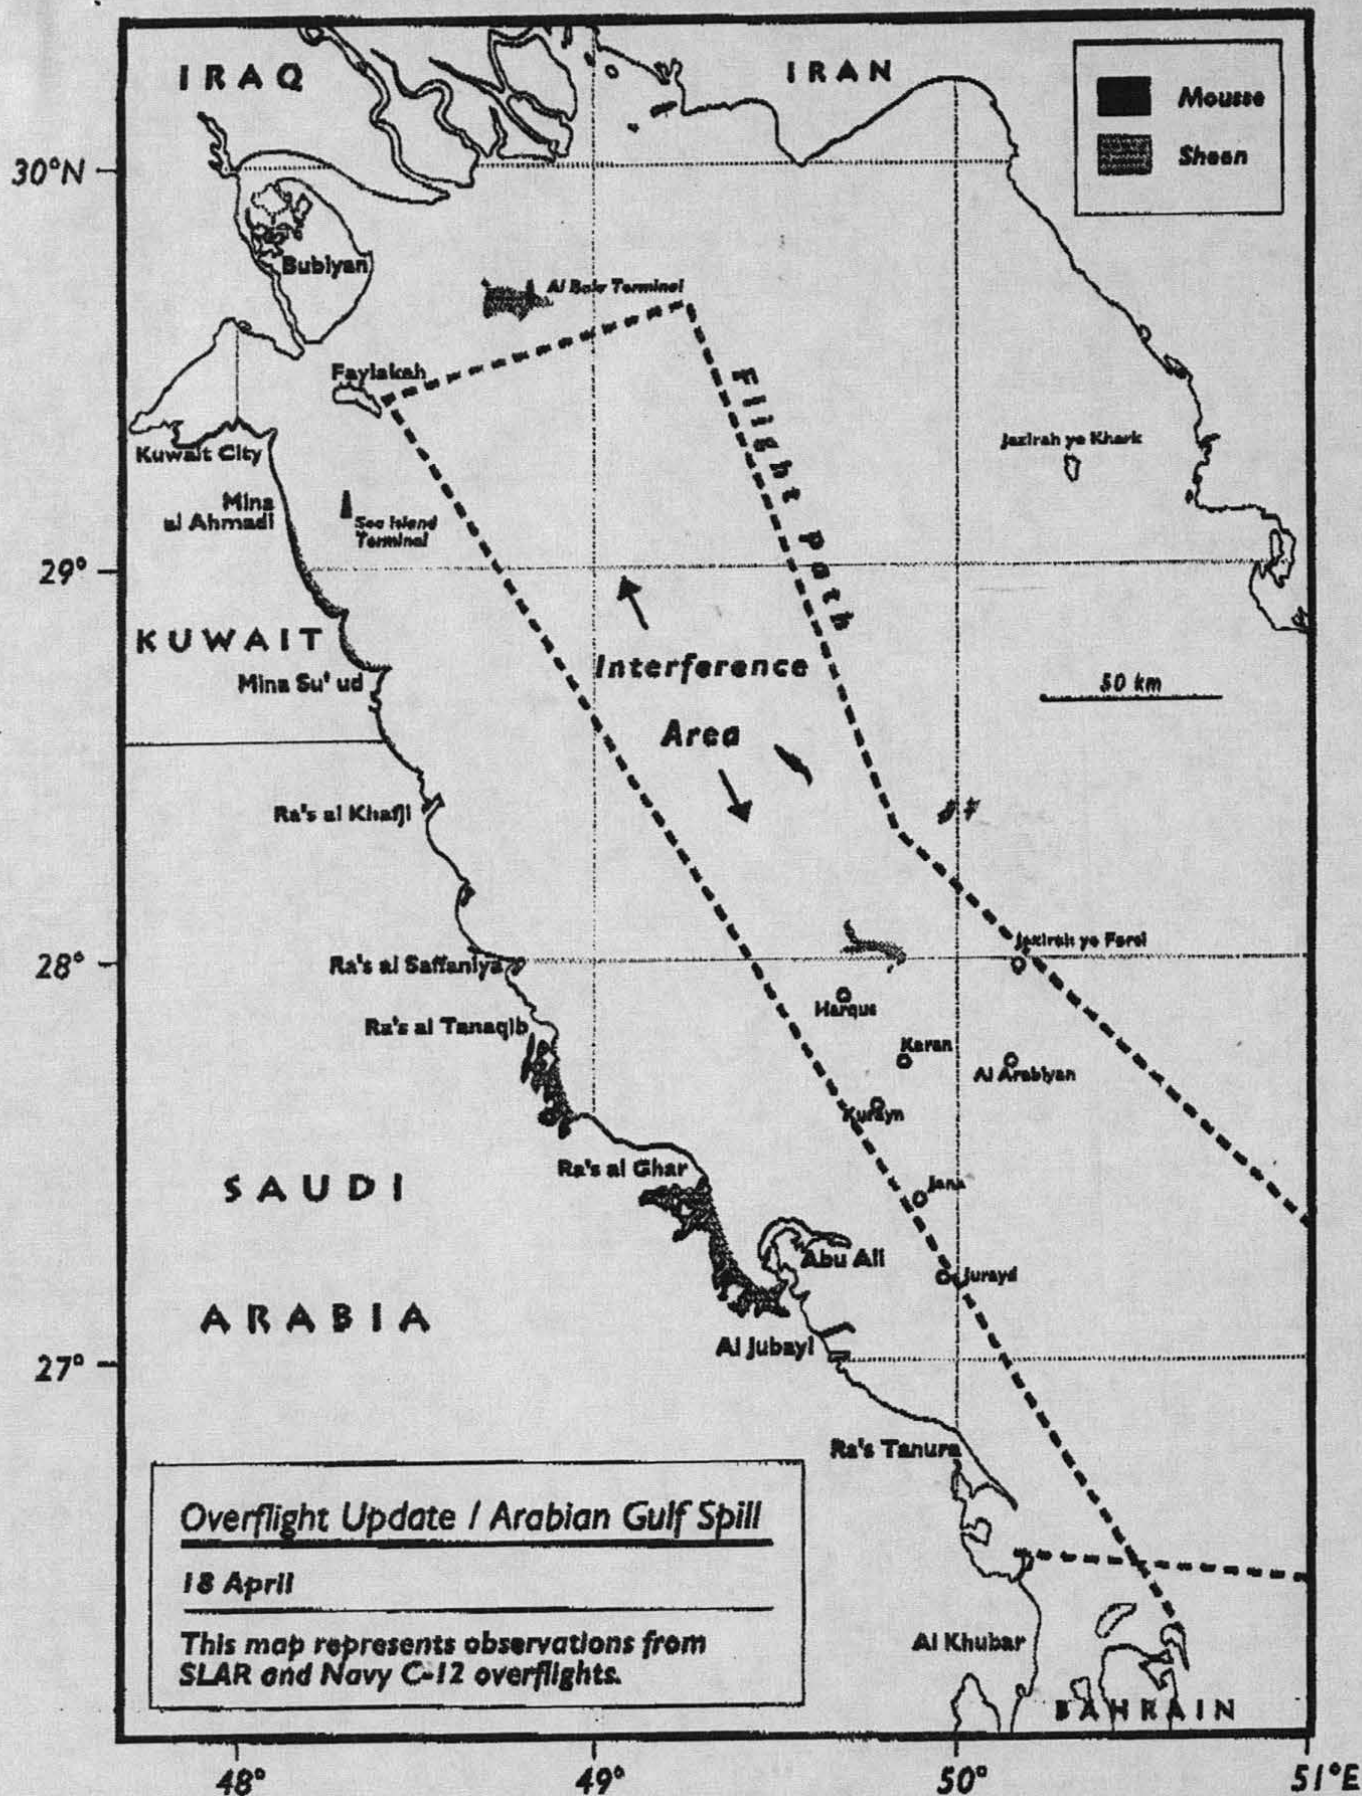 IRAQ
IRAN
Mousse
Sheen
30°N
Bubiyan
Al Bakr Terminal
Faylakah
Flight Path
Kuwait City
Jazirah ye Khark
Mina
al Ahmadi
Sea Island
Terminal
29°
KUWAIT
Interference
Area
Mina Su' ud
50 km
Ra's al Khafji
28°
Ra's al Saffaniya
Jazirah ye Farsi
Harqus
Ra's al Tanaqib
Karan
Al Arabiyan
Kurayn
Ra's al Ghar
Jana
SAUDI
Abu Ali
Jurayd
ARABIA
Al Jubayl
27°
Ra's Tanura
Overflight Update / Arabian Gulf Spill
18 April
This map represents observations from
SLAR and Navy C-12 overflights.
Al Khubar
BAHRAIN
48°
49°
50°
51°E